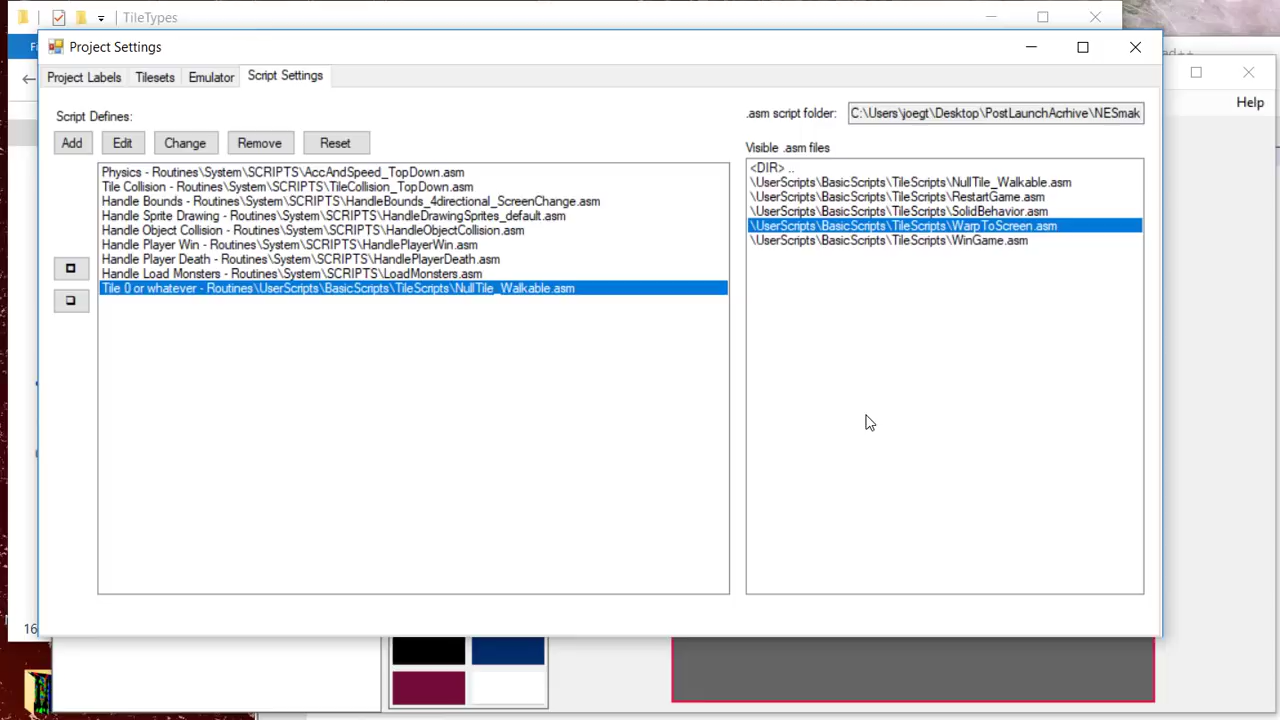 TileTypes
Fi
Project Settings
Project Labels Tilesets Emulator Script Settings
Help
Script Defines:
.asm script folder: C:\Users\joegt\Desktop\PostLaunchAcrhive\NESmak
Add Edit Change Remove Reset
Visible .asm files
Physics - Routines\System\SCRIPTS\AccAndSpeed_TopDown.asm
Tile Collision - Routines\System\SCRIPTS\TileCollision_TopDown.asm
Handle Bounds - Routines\System\SCRIPTS\HandleBounds_4directional_ScreenChange.asm
Handle Sprite Drawing - Routines\System\SCRIPTS\HandleDrawingSprites_default.asm
Handle Object Collision - Routines\System\SCRIPTS\HandleObjectCollision.asm
Handle Player Win - Routines\System\SCRIPTS\HandlePlayerWin.asm
Handle Player Death - Routines\System\SCRIPTS\HandlePlayerDeath.asm
Handle Load Monsters - Routines\System\SCRIPTS\LoadMonsters.asm
Tile 0 or whatever - Routines\UserScripts\BasicScripts\TileScripts\NullTile_Walkable.asm
<DIR> ..
\UserScripts\BasicScripts\TileScripts\NullTile_Walkable.asm
\UserScripts\BasicScripts\TileScripts\RestartGame.asm
\UserScripts\BasicScripts\TileScripts\SolidBehavior.asm
\UserScripts\BasicScripts\TileScripts\WarpToScreen.asm
\UserScripts\BasicScripts\TileScripts\WinGame.asm
16